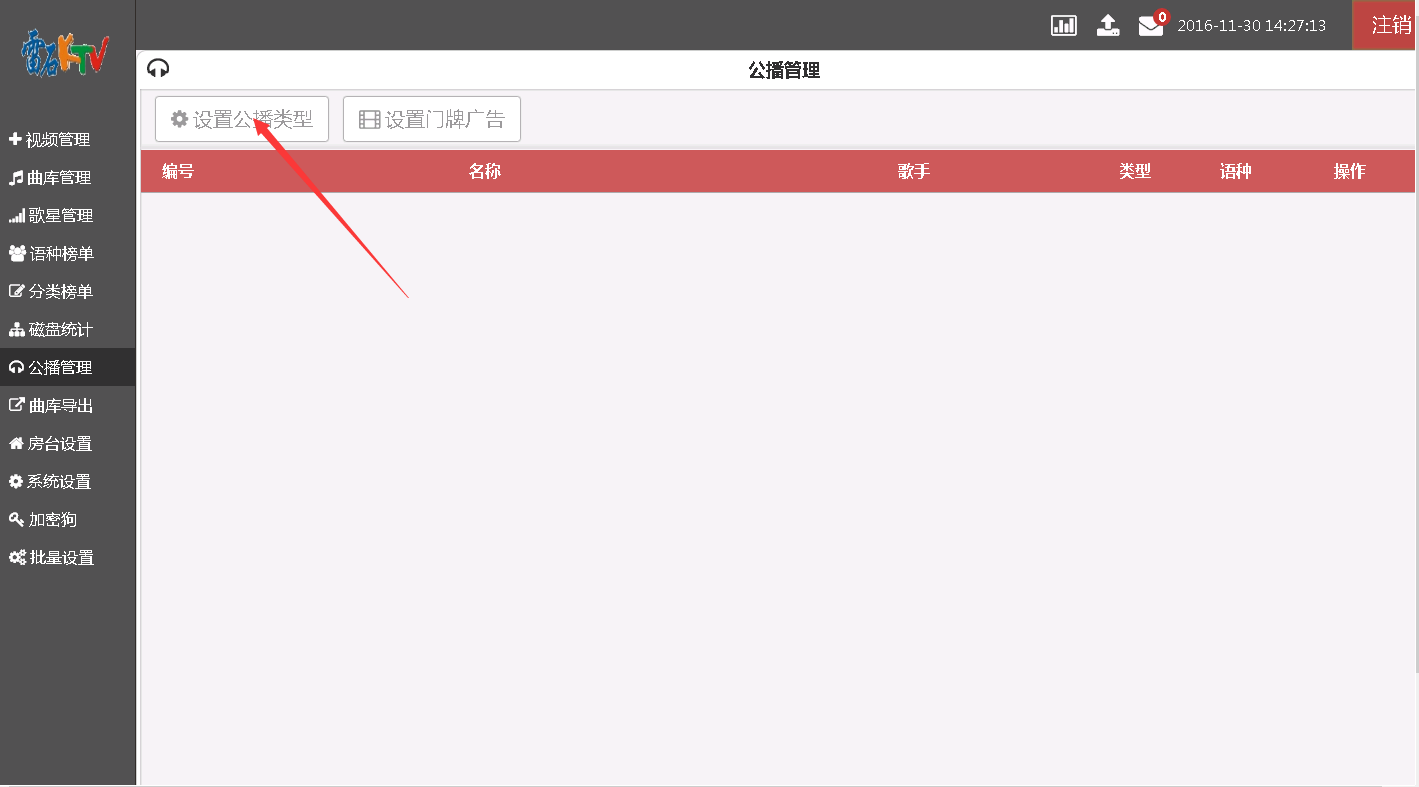 雷石KTV
0
2016-11-30 14:27:13
注销
公播管理
设置公播类型
设置门牌广告
编号 名称 歌手 类型 语种 操作
视频管理
曲库管理
歌星管理
语种榜单
分类榜单
磁盘统计
公播管理
曲库导出
房台设置
系统设置
加密狗
批量设置